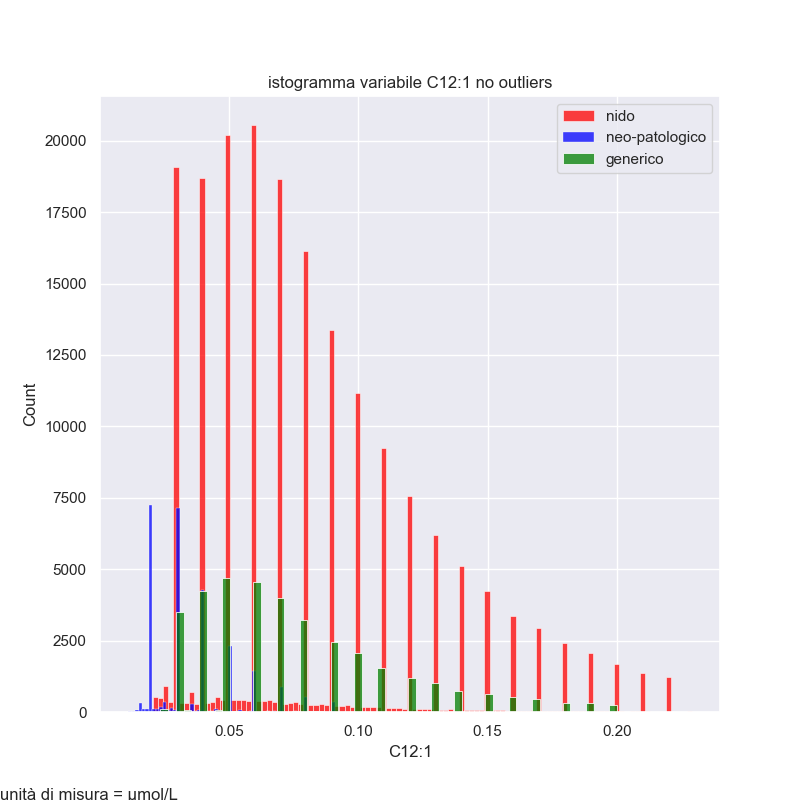 istogramma variabile C12:1 no outliers
nido
neo-patologico
generico
20000
17500
15000
12500
10000
7500
5000
2500
0
Count
0.05 0.10 0.15 0.20
C12:1
unità di misura = μmol/L